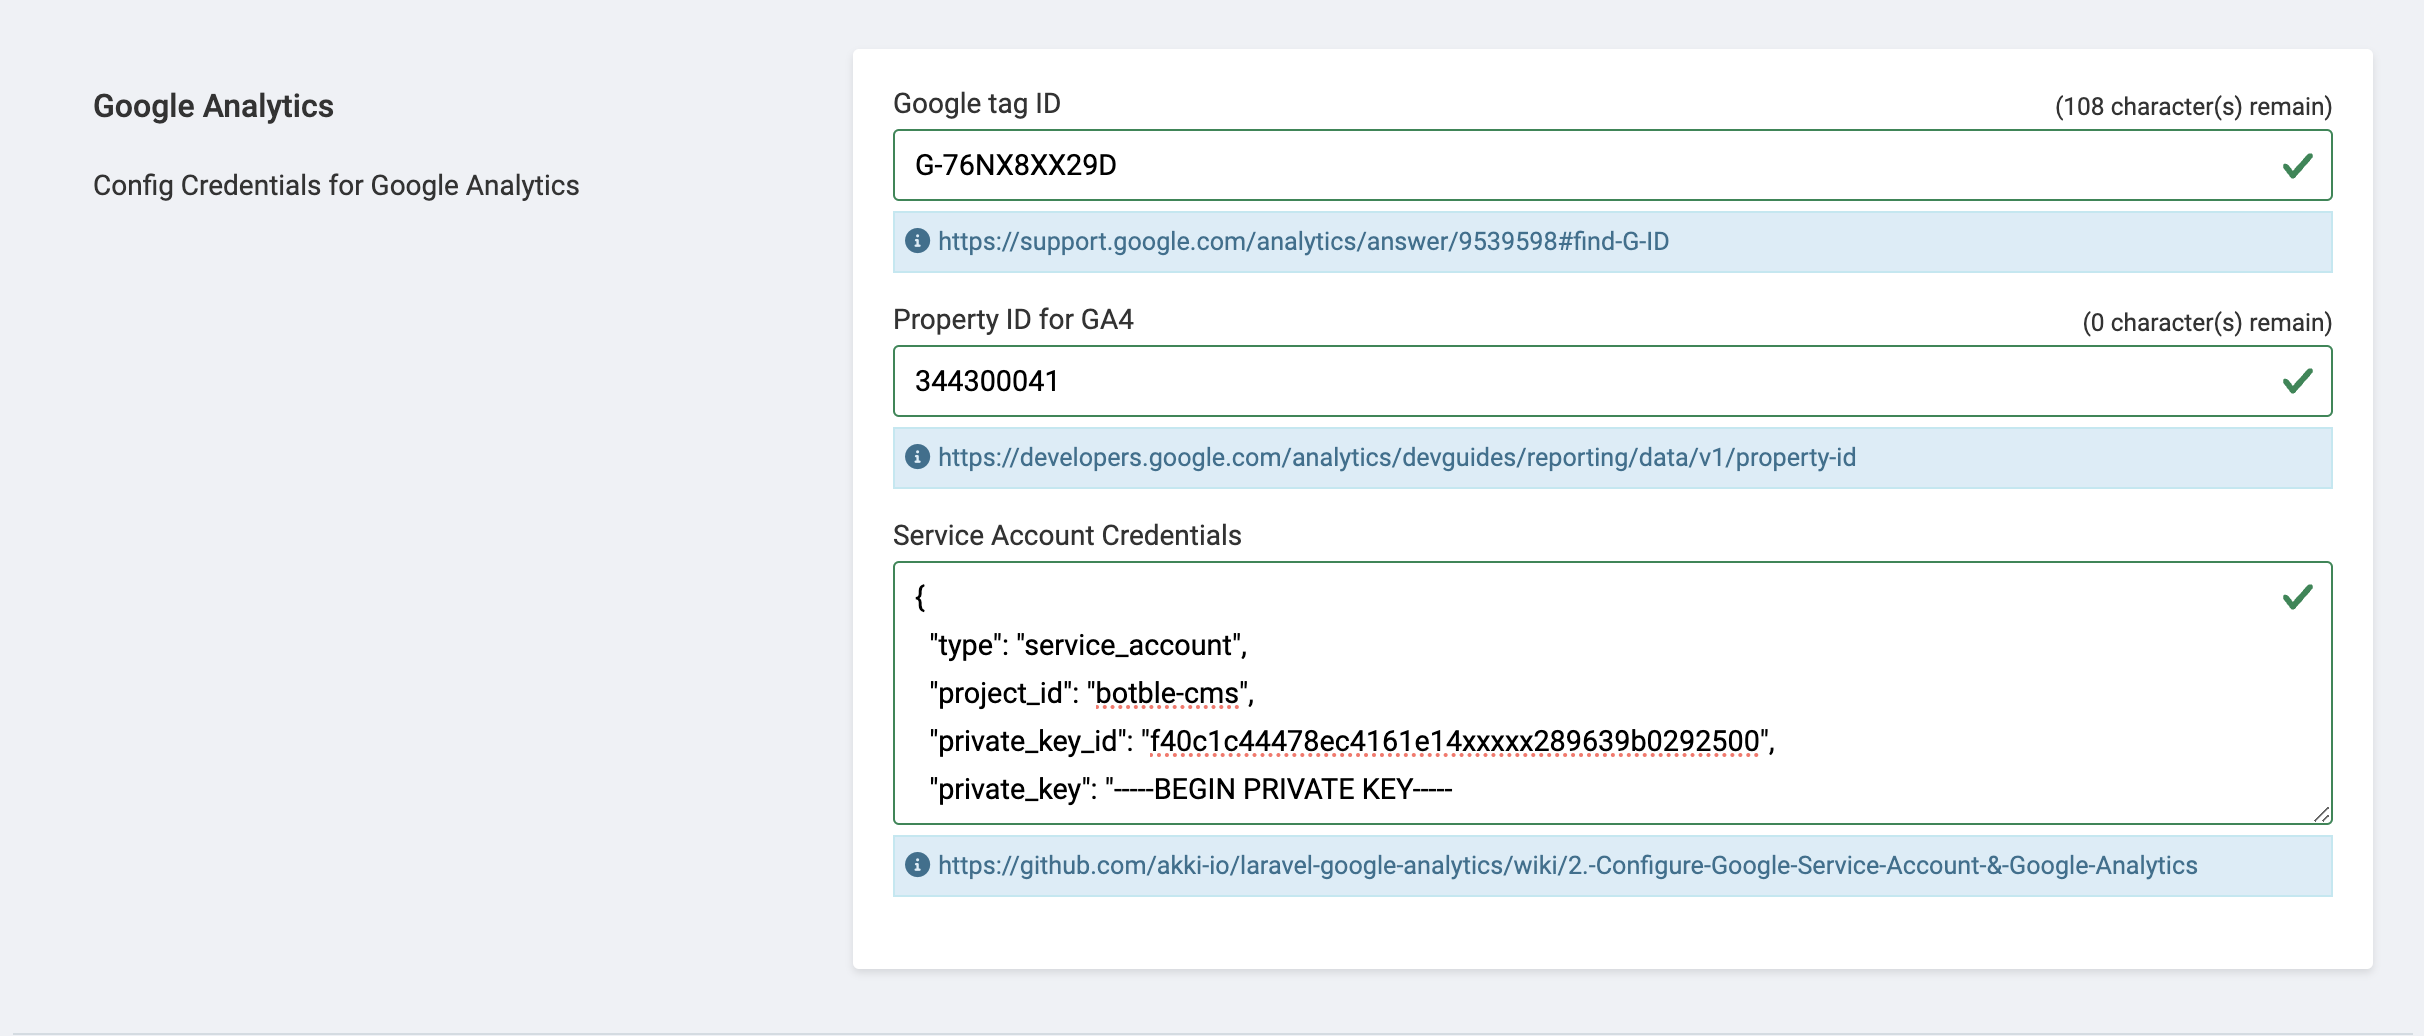 Google Analytics
Config Credentials for Google Analytics
Google tag ID
(108 character(s) remain)
G-76NX8XX29D
https://support.google.com/analytics/answer/9539598#find-G-ID
Property ID for GA4
(0 character(s) remain)
344300041
https://developers.google.com/analytics/devguides/reporting/data/v1/property-id
Service Account Credentials
{
"type": "service_account",
"project_id": "botble-cms",
"private_key_id": "f40c1c44478ec4161e14xxxxx289639b0292500",
"private_key": "-----BEGIN PRIVATE KEY-----
https://github.com/akki-io/laravel-google-analytics/wiki/2.-Configure-Google-Service-Account-&-Google-Analytics